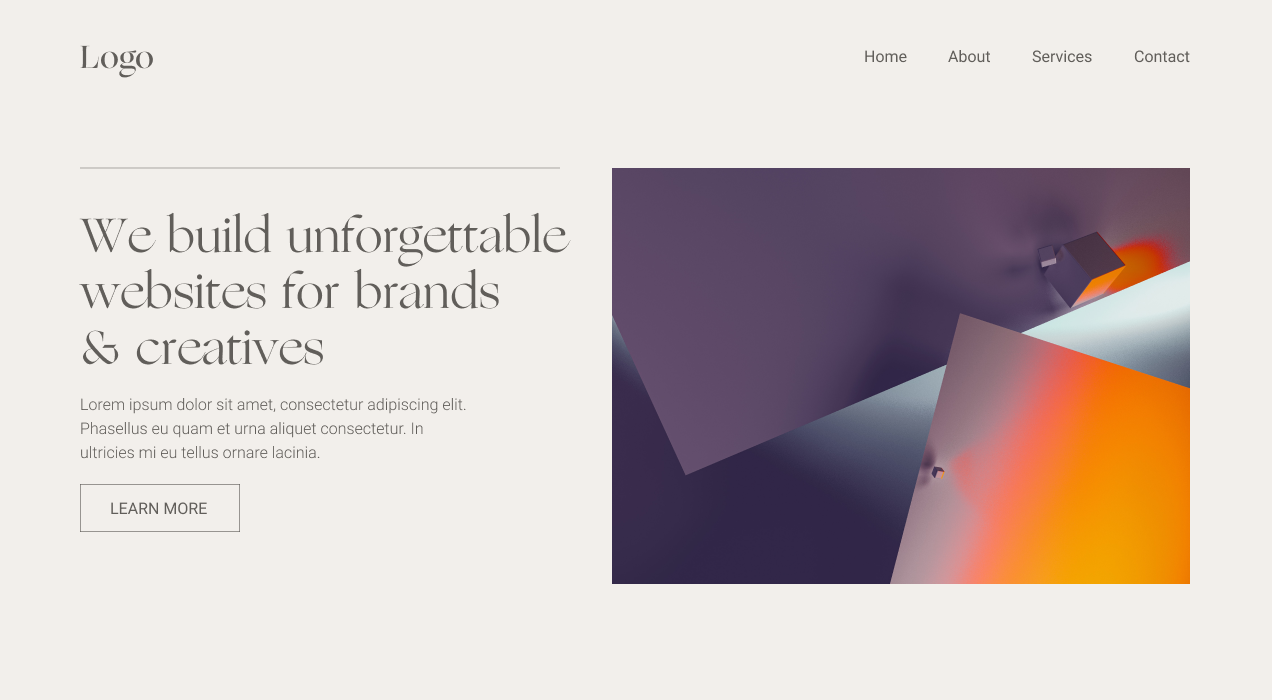 Logo
Home About Services Contact
We build unforgettable
websites for brands
& creatives
Lorem ipsum dolor sit amet, consectetur adipiscing elit.
Phasellus eu quam et urna aliquet consectetur. In
ultricies mi eu tellus ornare lacinia.
LEARN MORE